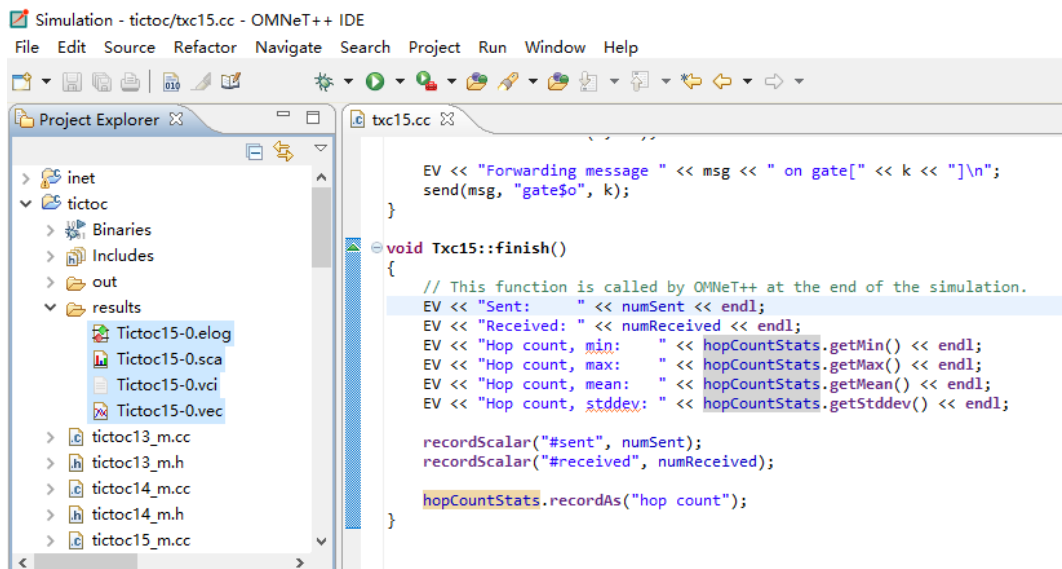 Simulation - tictoc/txc15.cc - OMNeT++ IDE
File Edit Source Refactor Navigate Search Project Run Window Help
010
Project Explorer
inet
tictoc
Binaries
Includes
out
results
Tictoc15-0.elog
Tictoc15-0.sca
Tictoc15-0.vci
Tictoc15-0.vec
tictoc13_m.cc
tictoc13_m.h
tictoc14_m.cc
tictoc14_m.h
tictoc15_m.cc
txc15.cc
EV << "Forwarding message " << msg << " on gate[" << k << "]\n";
send(msg, "gate$o", k);
}
void Txc15::finish()
{
// This function is called by OMNeT++ at the end of the simulation.
EV << "Sent:     " << numSent << endl;
EV << "Received: " << numReceived << endl;
EV << "Hop count, min:    " << hopCountStats.getMin() << endl;
EV << "Hop count, max:    " << hopCountStats.getMax() << endl;
EV << "Hop count, mean:   " << hopCountStats.getMean() << endl;
EV << "Hop count, stddev: " << hopCountStats.getStddev() << endl;
recordScalar("#sent", numSent);
recordScalar("#received", numReceived);
hopCountStats.recordAs("hop count");
}